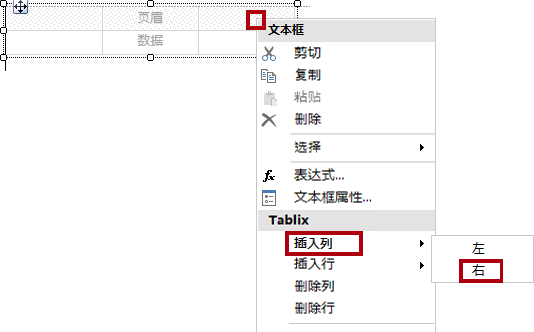 页眉
数据
文本框
剪切
复制
粘贴
删除
选择
fx 表达式...
文本框属性...
Tablix
插入列
左
插入行
右
删除列
删除行